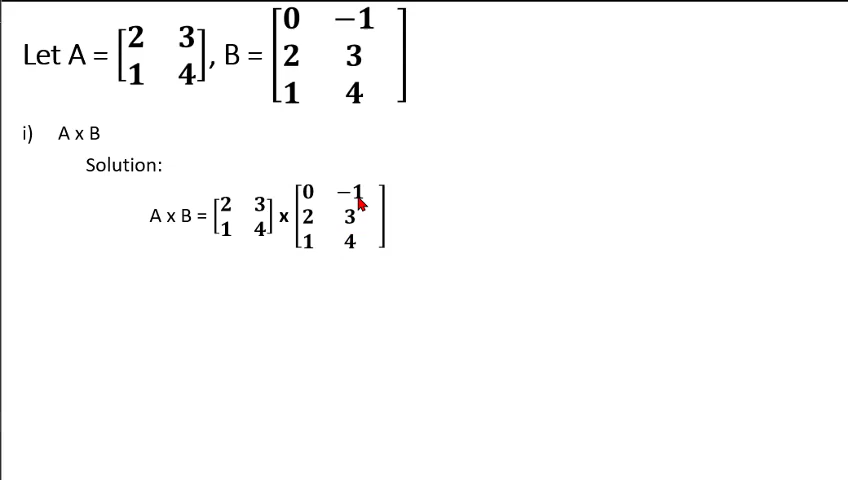 Let A = [2 3; 1 4], B = [0 −1; 2 3; 1 4]
i) A x B
Solution:
A x B = [2 3; 1 4] x [0 −1; 2 3; 1 4]